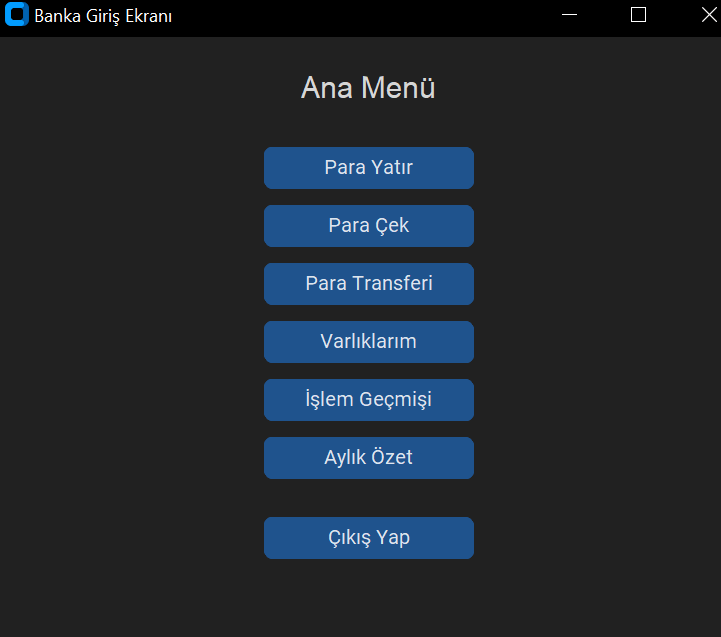 Banka Giriş Ekranı
Ana Menü
Para Yatır
Para Çek
Para Transferi
Varlıklarım
İşlem Geçmişi
Aylık Özet
Çıkış Yap